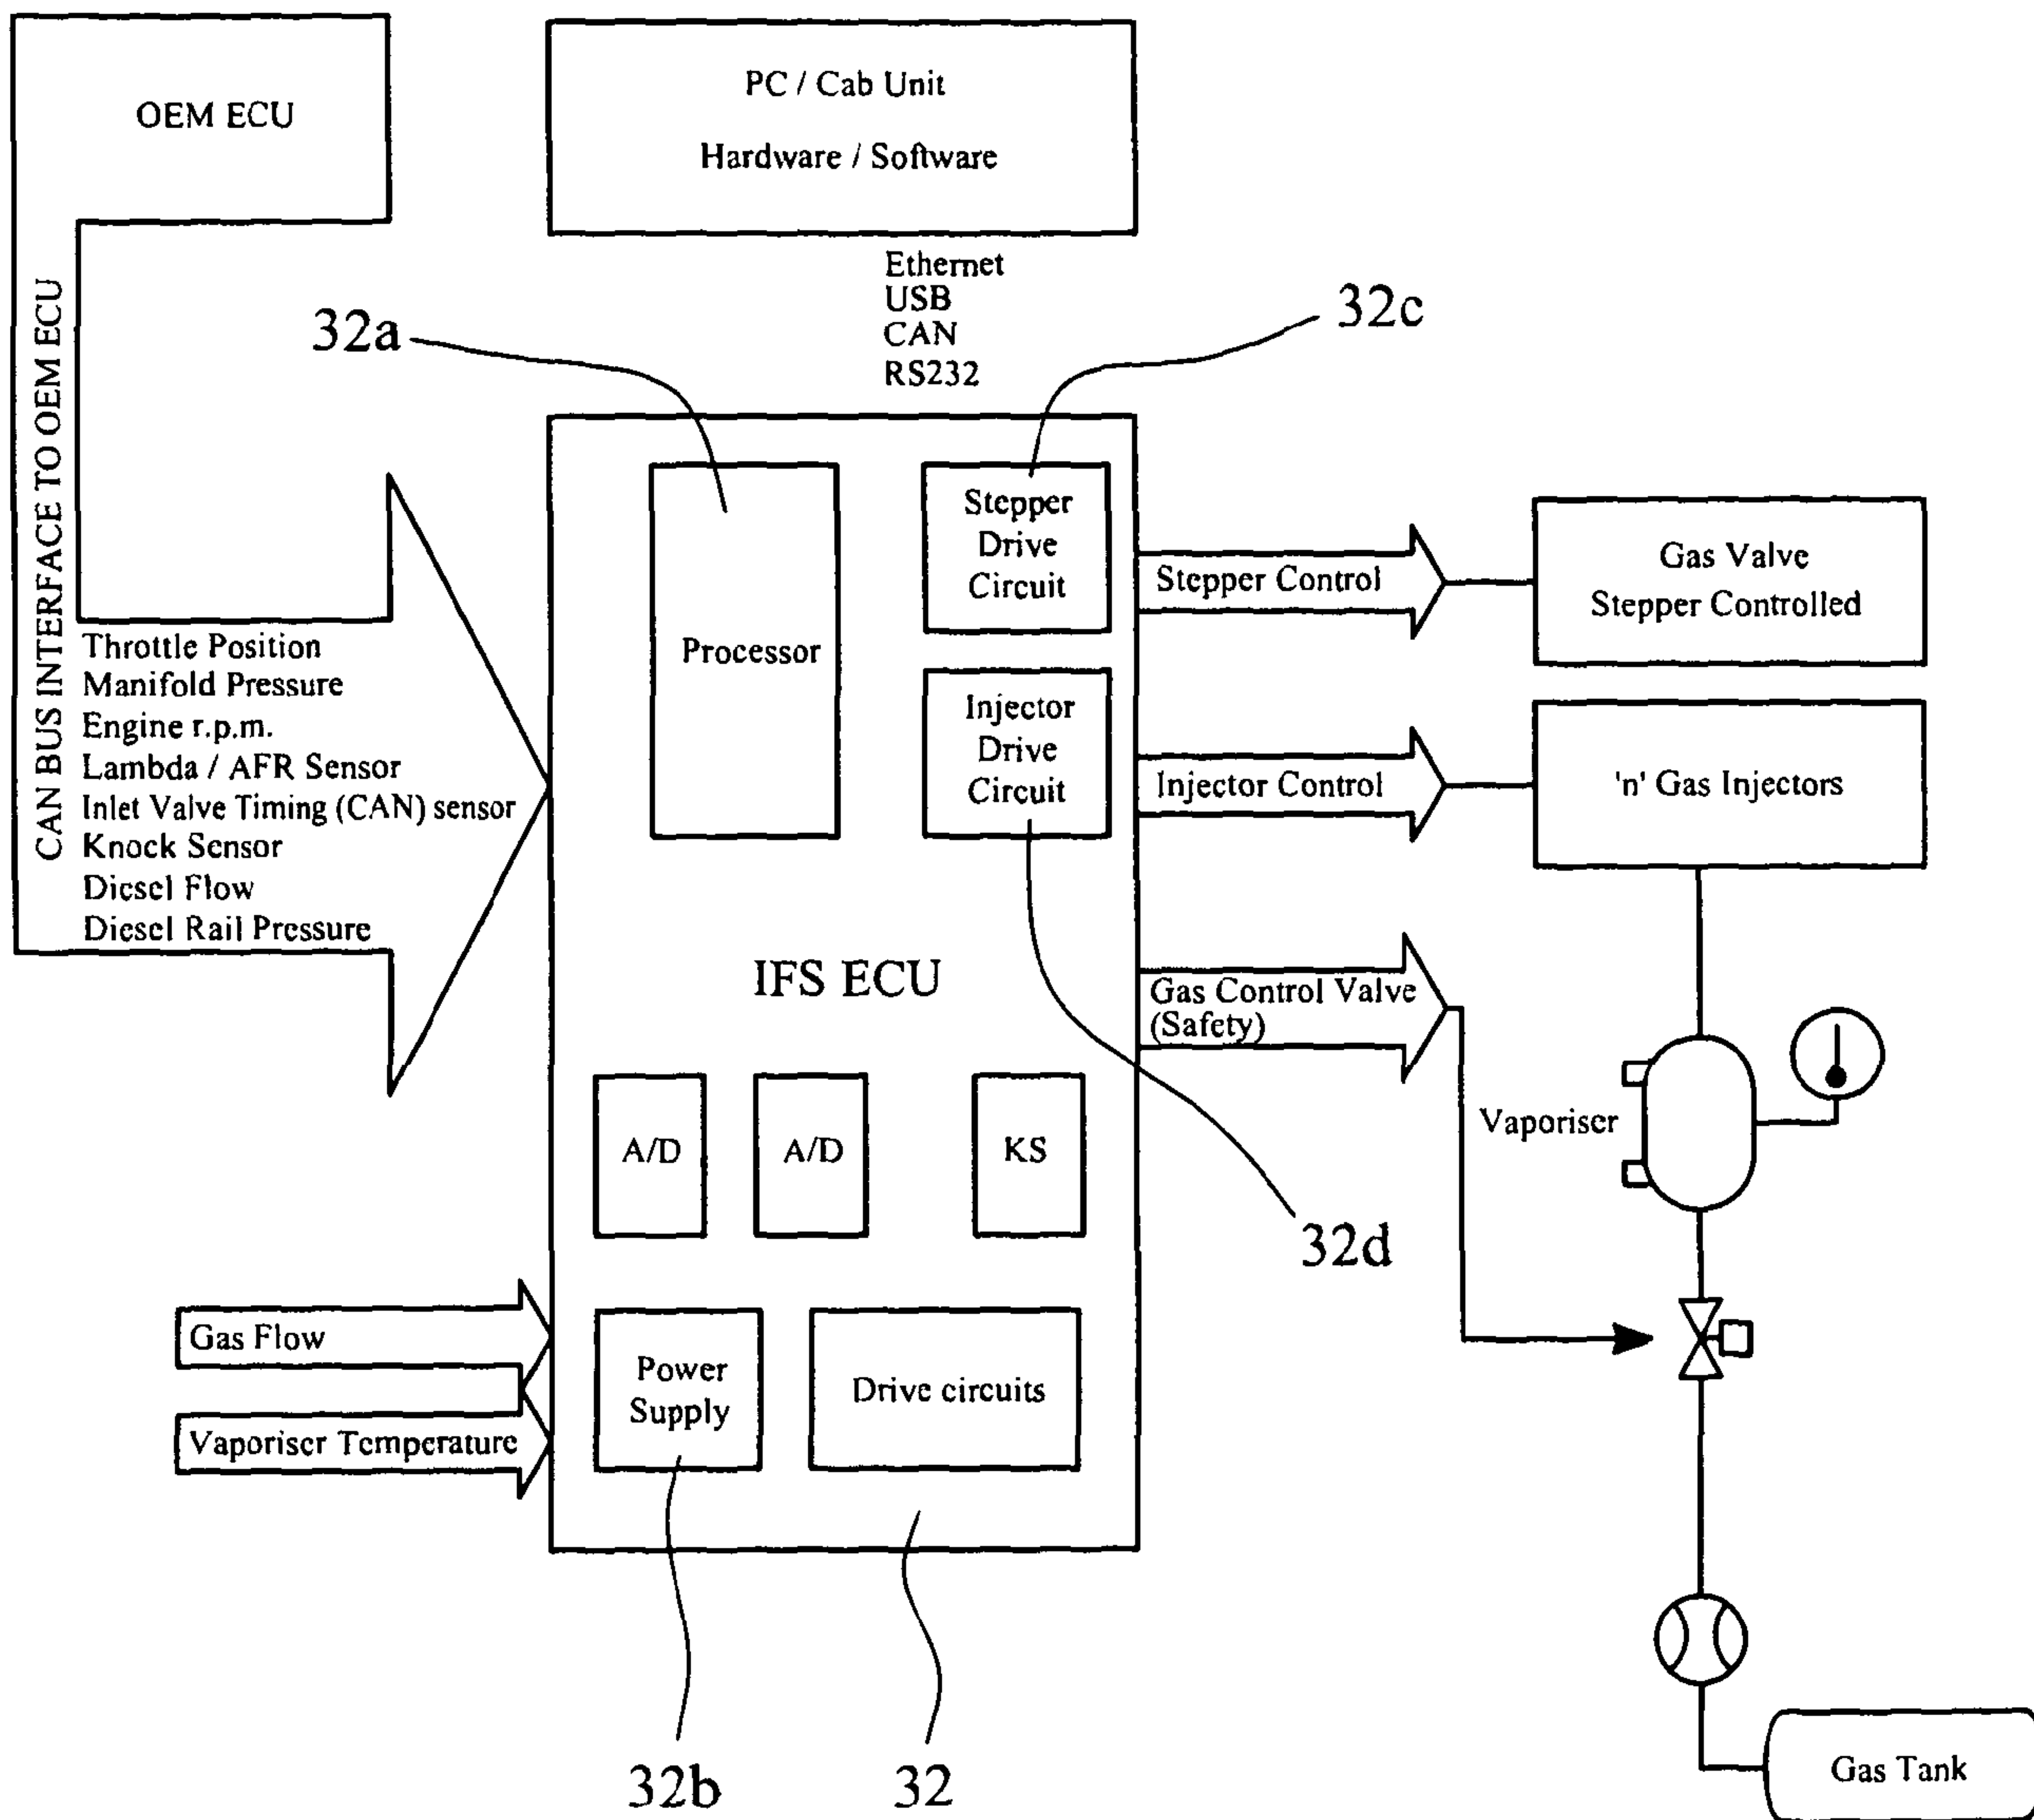 OEM ECU
PC / Cab Unit
Hardware / Software
CAN BUS INTERFACE TO OEM ECU
Ethernet
USB
CAN
RS232
32a
32c
Throttle Position
Manifold Pressure
Engine r.p.m.
Lambda / AFR Sensor
Inlet Valve Timing (CAN) sensor
Knock Sensor
Diesel Flow
Diesel Rail Pressure
Processor
Stepper
Drive
Circuit
Injector
Drive
Circuit
Stepper Control
Gas Valve
Stepper Controlled
Injector Control
'n' Gas Injectors
IFS ECU
Gas Control Valve
(Safety)
Vaporiser
A/D
A/D
KS
32d
Gas Flow
Vaporiser Temperature
Power
Supply
Drive circuits
32b
32
Gas Tank